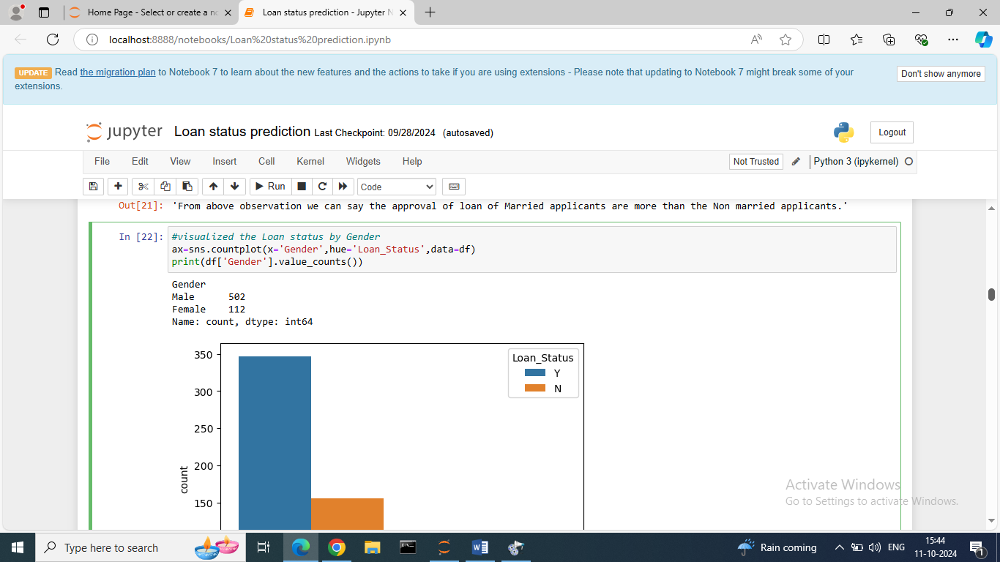 Home Page - Select or create a no
Loan status prediction - Jupyter N
localhost:8888/notebooks/Loan%20status%20prediction.ipynb
UPDATE Read the migration plan to Notebook 7 to learn about the new features and the actions to take if you are using extensions - Please note that updating to Notebook 7 might break some of your
extensions.
Don't show anymore
jupyter Loan status prediction Last Checkpoint: 09/28/2024 (autosaved)
Logout
File Edit View Insert Cell Kernel Widgets Help
Not Trusted
Python 3 (ipykernel)
Run
Code
Out[21]: 'From above observation we can say the approval of loan of Married applicants are more than the Non married applicants.'
In [22]: #visualized the Loan status by Gender
ax=sns.countplot(x='Gender',hue='Loan_Status',data=df)
print(df['Gender'].value_counts())
Gender
Male 502
Female 112
Name: count, dtype: int64
350
300
250
200
150
count
Loan_Status
Y
N
Activate Windows
Go to Settings to activate Windows.
Type here to search
Rain coming
ENG
15:44
11-10-2024
1